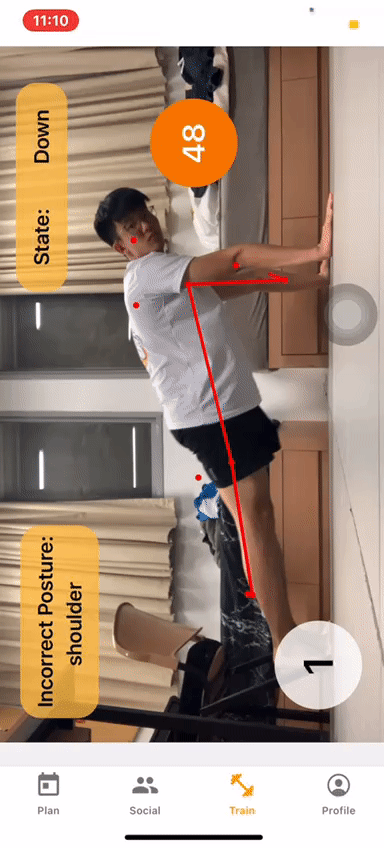 11:10
State: Down
48
Incorrect Posture:
shoulder
1
Plan
Social
Train
Profile